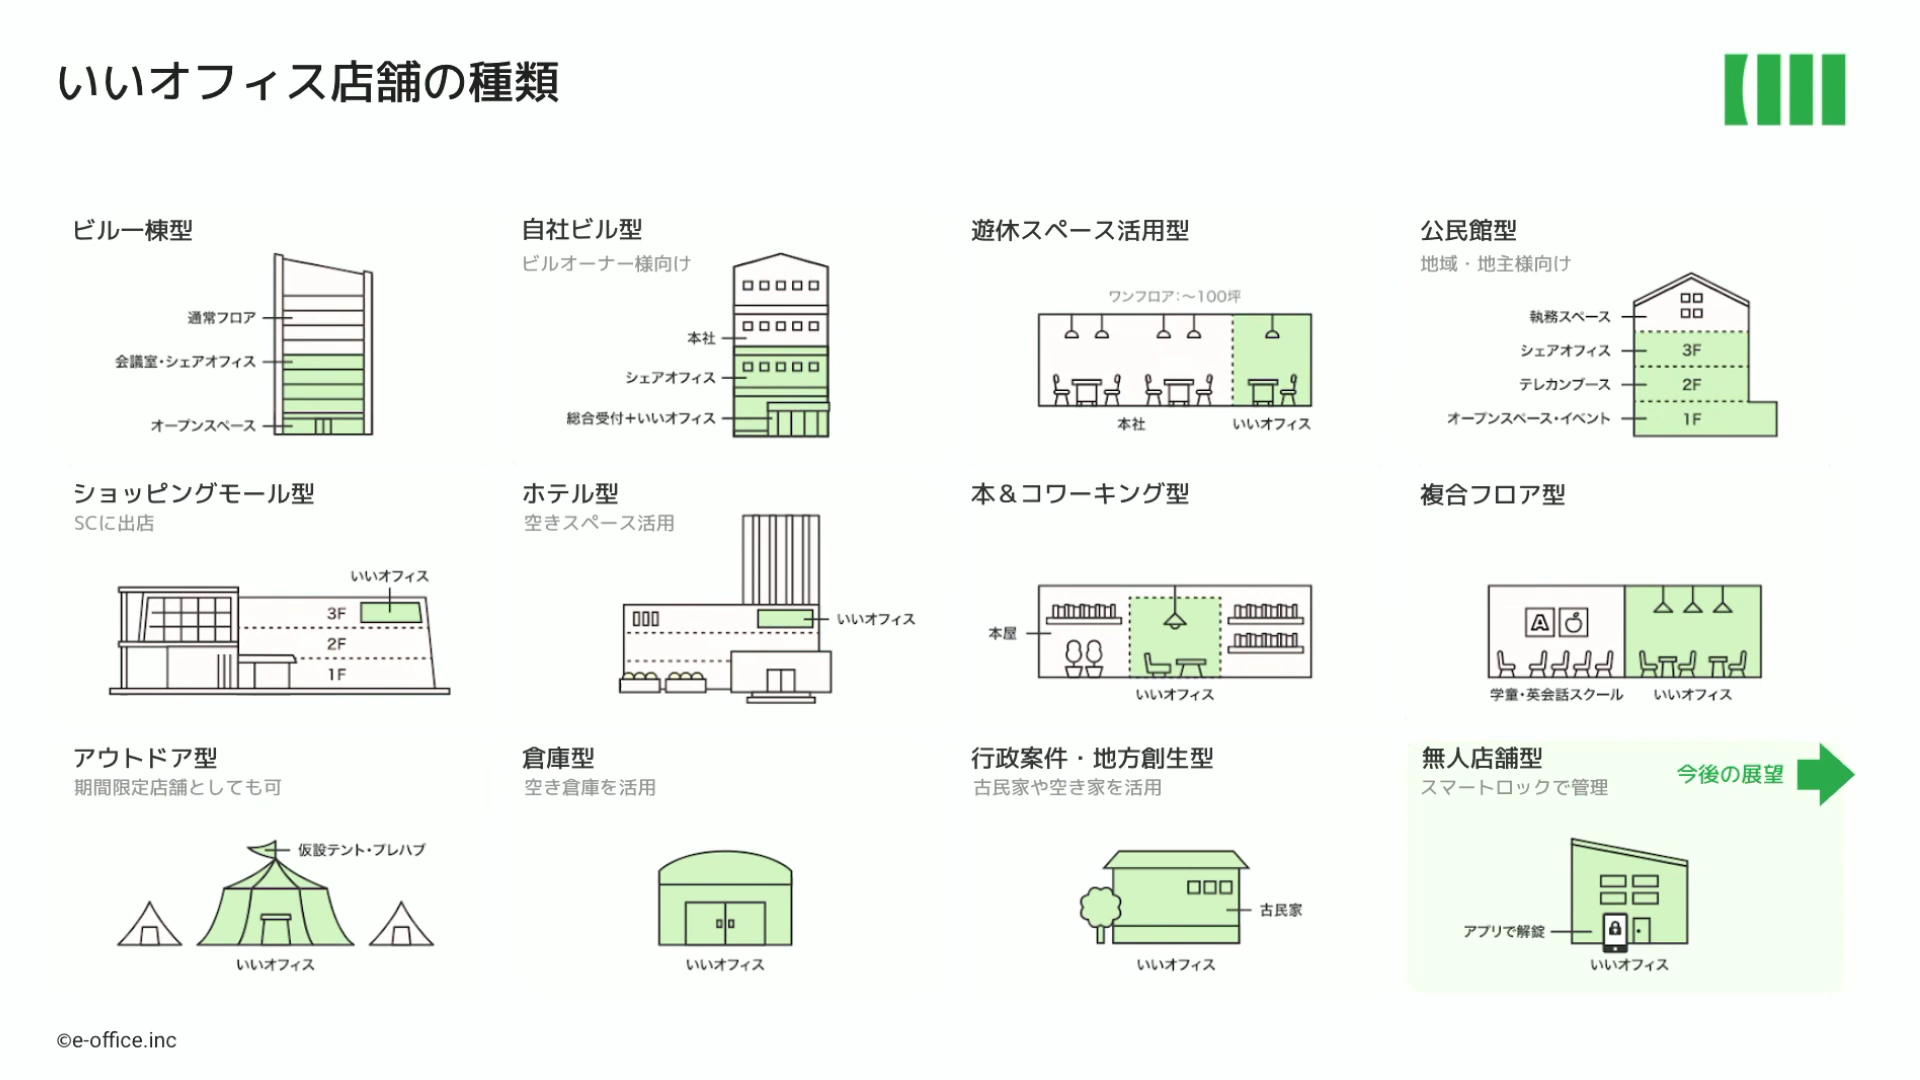 いいオフィス店舗の種類
ビル一棟型
通常フロア
会議室・シェアオフィス
オープンスペース
自社ビル型
ビルオーナー様向け
本社
シェアオフィス
総合受付＋いいオフィス
遊休スペース活用型
ワンフロア：〜100坪
本社
いいオフィス
公民館型
地域・地主様向け
執務スペース
シェアオフィス
3F
テレカンブース
2F
オープンスペース・イベント
1F
ショッピングモール型
SCに出店
いいオフィス
3F
2F
1F
ホテル型
空きスペース活用
いいオフィス
本＆コワーキング型
本屋
いいオフィス
複合フロア型
A
学童・英会話スクール
いいオフィス
アウトドア型
期間限定店舗としても可
仮設テント・プレハブ
いいオフィス
倉庫型
空き倉庫を活用
いいオフィス
行政案件・地方創生型
古民家や空き家を活用
古民家
いいオフィス
無人店舗型
スマートロックで管理
今後の展望
アプリで解錠
いいオフィス
©e-office.inc